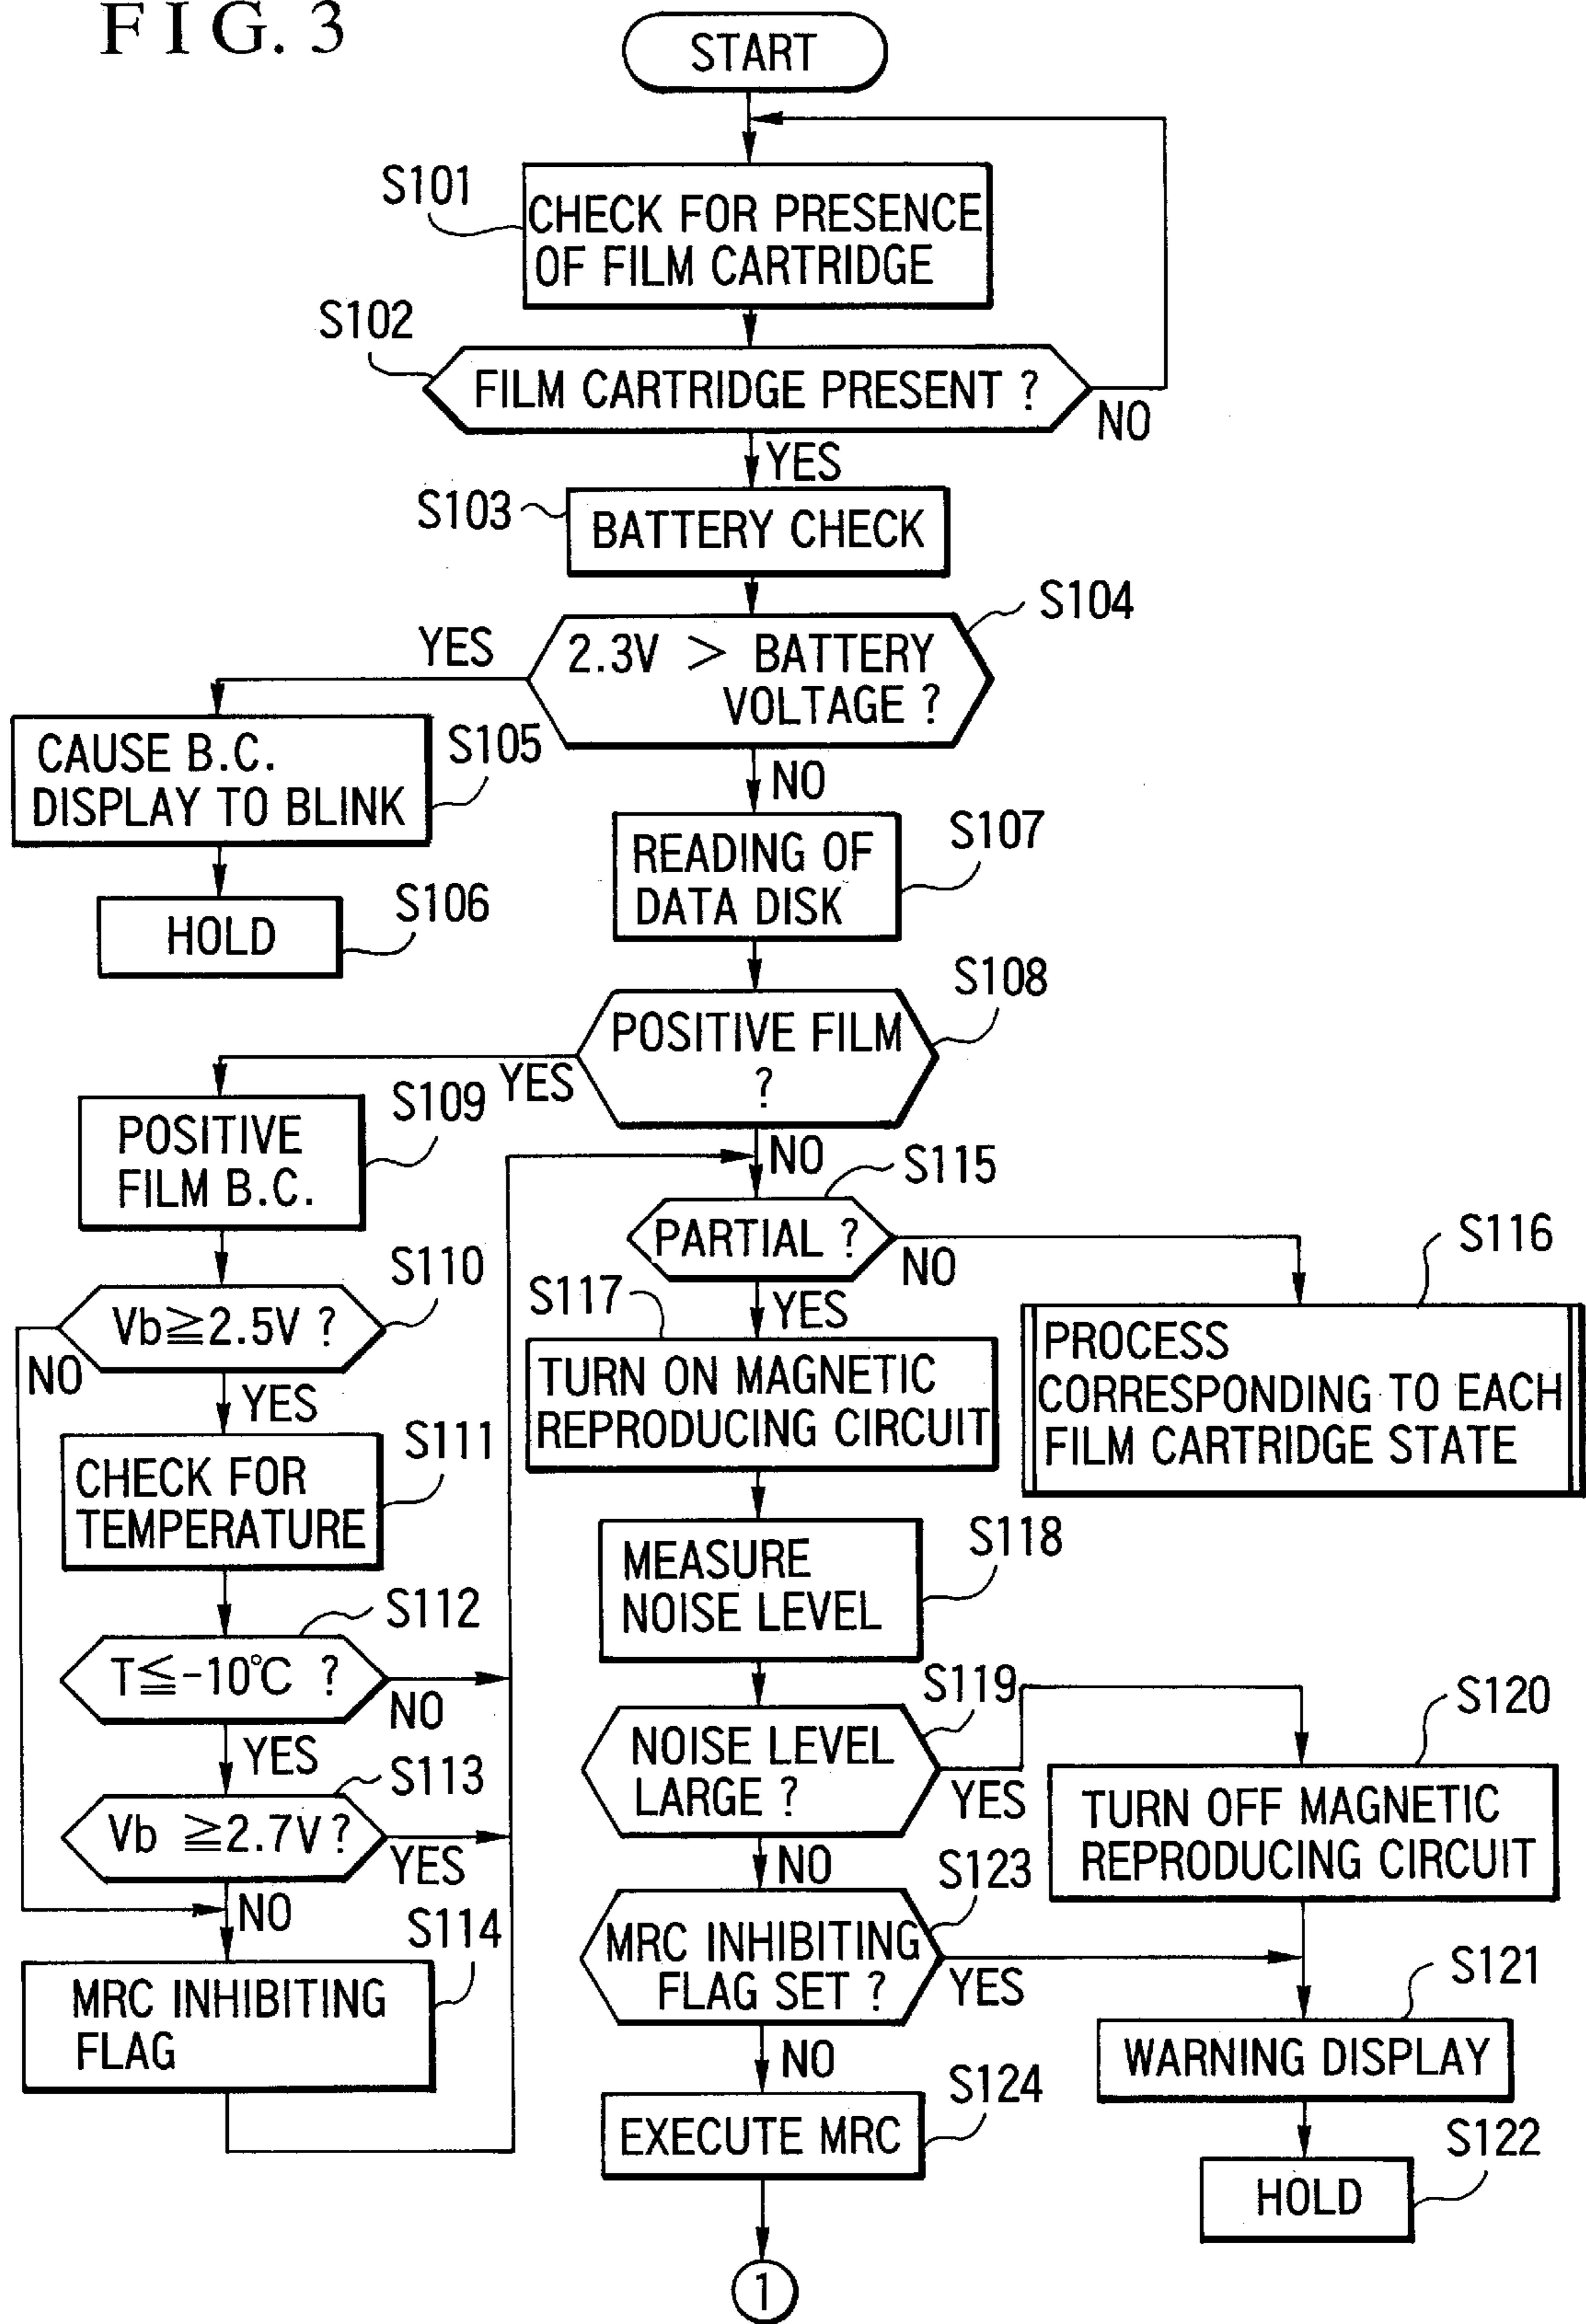 FIG. 3
START
S101
CHECK FOR PRESENCE
OF FILM CARTRIDGE
S102
FILM CARTRIDGE PRESENT ?
NO
YES
S103
BATTERY CHECK
S104
YES
2.3V > BATTERY
VOLTAGE ?
CAUSE B.C.
DISPLAY TO BLINK
S105
NO
S107
READING OF
DATA DISK
S106
HOLD
S108
POSITIVE FILM
?
YES
S109
POSITIVE
FILM B.C.
NO
S115
PARTIAL ?
NO
S116
S110
Vb≧2.5V ?
NO
YES
S117
YES
TURN ON MAGNETIC
REPRODUCING CIRCUIT
PROCESS
CORRESPONDING TO EACH
FILM CARTRIDGE STATE
S111
CHECK FOR
TEMPERATURE
S118
MEASURE
NOISE LEVEL
S112
T≦-10°C ?
NO
YES
S119
NOISE LEVEL
LARGE ?
YES
S120
TURN OFF MAGNETIC
REPRODUCING CIRCUIT
S113
Vb ≧2.7V ?
YES
NO
NO
S123
MRC INHIBITING
FLAG SET ?
YES
S114
MRC INHIBITING
FLAG
S121
WARNING DISPLAY
NO
S124
EXECUTE MRC
S122
HOLD
1